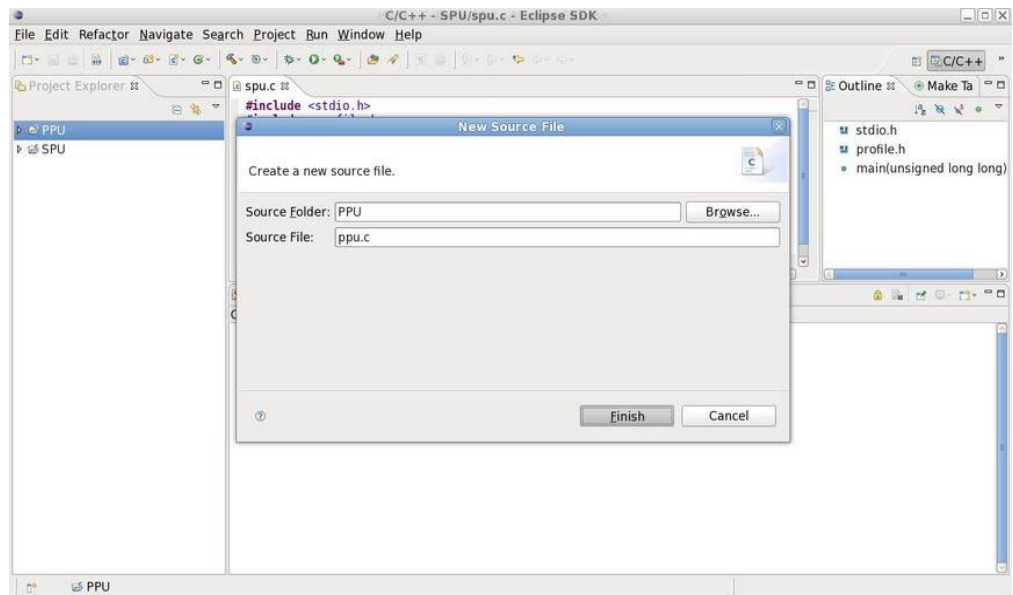 C/C++ - SPU/spu.c - Eclipse SDK
File Edit Refactor Navigate Search Project Run Window Help
C/C++
Project Explorer
spu.c
Outline
Make Ta
#include <stdio.h>
PPU
SPU
stdio.h
profile.h
main(unsigned long long)
New Source File
Create a new source file.
Source Folder: PPU Browse...
Source File: ppu.c
Finish Cancel
PPU